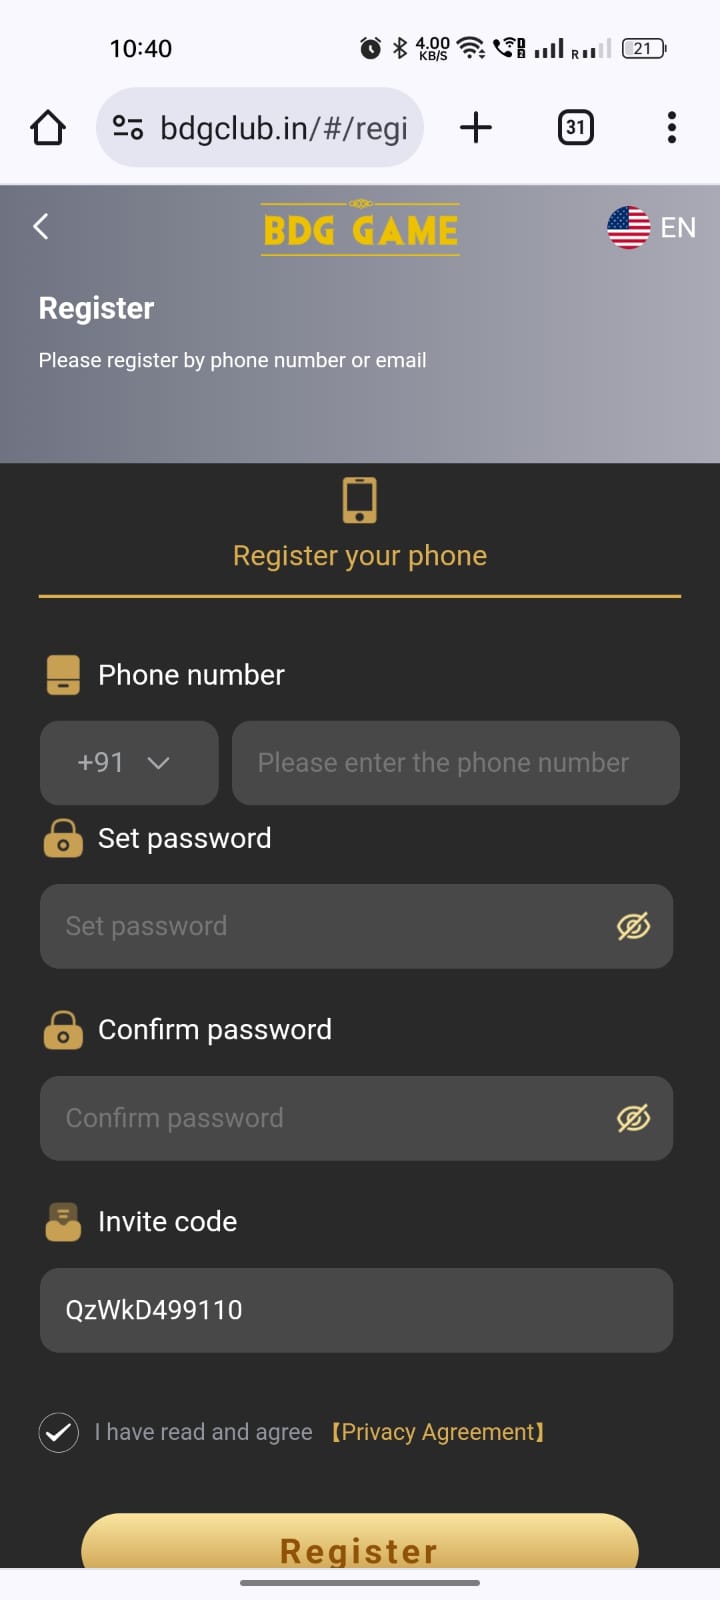 10:40 4.00 KB/S R 21
bdgclub.in/#/regi 31
BDG GAME EN
Register
Please register by phone number or email
Register your phone
Phone number
+91 Please enter the phone number
Set password
Set password
Confirm password
Confirm password
Invite code
QzWkD499110
I have read and agree 【Privacy Agreement】
Register